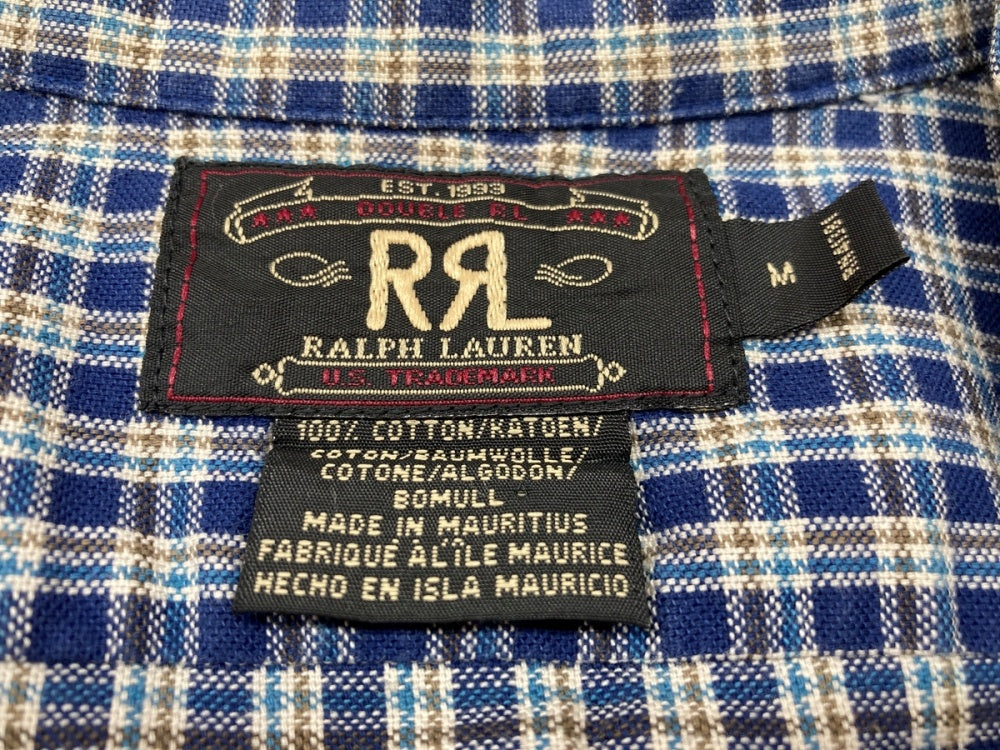 EST. 1993
★★★ DOUBLE RL ★★★
RRL
RALPH LAUREN
U.S. TRADEMARK
M
100% COTTON/KATOEN/
COTON/BAUMWOLLE/
COTONE/ALGODON/
BOMULL
MADE IN MAURITIUS
FABRIQUÉ À L'ÎLE MAURICE
HECHO EN ISLA MAURICIO